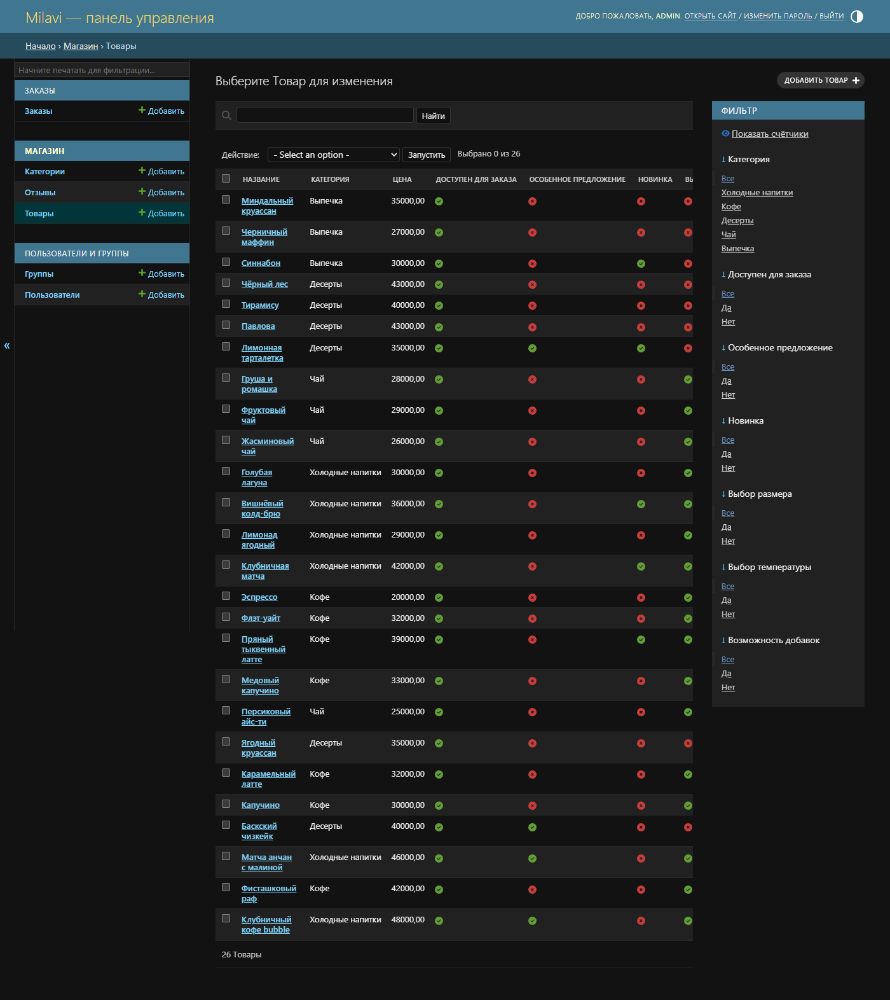 Milavi — панель управления
ДОБРО ПОЖАЛОВАТЬ, ADMIN. ОТКРЫТЬ САЙТ / ИЗМЕНИТЬ ПАРОЛЬ / ВЫЙТИ
Начало › Магазин › Товары
Начните печатать для фильтрации...
ЗАКАЗЫ
Заказы Добавить
МАГАЗИН
Категории Добавить
Отзывы Добавить
Товары Добавить
ПОЛЬЗОВАТЕЛИ И ГРУППЫ
Группы Добавить
Пользователи Добавить
«
Выберите Товар для изменения
ДОБАВИТЬ ТОВАР
Найти
Действие: - Select an option - Запустить Выбрано 0 из 26
НАЗВАНИЕ КАТЕГОРИЯ ЦЕНА ДОСТУПЕН ДЛЯ ЗАКАЗА ОСОБЕННОЕ ПРЕДЛОЖЕНИЕ НОВИНКА ВЫ
Миндальный Выпечка 35000,00
круассан
Черничный Выпечка 27000,00
маффин
Синнабон Выпечка 30000,00
Чёрный лес Десерты 43000,00
Тирамису Десерты 40000,00
Павлова Десерты 43000,00
Лимонная Десерты 35000,00
тарталетка
Груша и Чай 28000,00
ромашка
Фруктовый Чай 29000,00
чай
Жасминовый Чай 26000,00
чай
Голубая Холодные напитки 30000,00
лагуна
Вишнёвый Холодные напитки 36000,00
колд-брю
Лимонад Холодные напитки 29000,00
ягодный
Клубничная Холодные напитки 42000,00
матча
Эспрессо Кофе 20000,00
Флэт-уайт Кофе 32000,00
Пряный Кофе 39000,00
тыквенный
латте
Медовый Кофе 33000,00
капучино
Персиковый Чай 25000,00
айс-ти
Ягодный Десерты 35000,00
круассан
Карамельный Кофе 32000,00
латте
Капучино Кофе 30000,00
Баскский Десерты 40000,00
чизкейк
Матча анчан Холодные напитки 46000,00
с малиной
Фисташковый Кофе 42000,00
раф
Клубничный Холодные напитки 48000,00
кофе bubble
26 Товары
ФИЛЬТР
Показать счётчики
↓ Категория
Все
Холодные напитки
Кофе
Десерты
Чай
Выпечка
↓ Доступен для заказа
Все
Да
Нет
↓ Особенное предложение
Все
Да
Нет
↓ Новинка
Все
Да
Нет
↓ Выбор размера
Все
Да
Нет
↓ Выбор температуры
Все
Да
Нет
↓ Возможность добавок
Все
Да
Нет